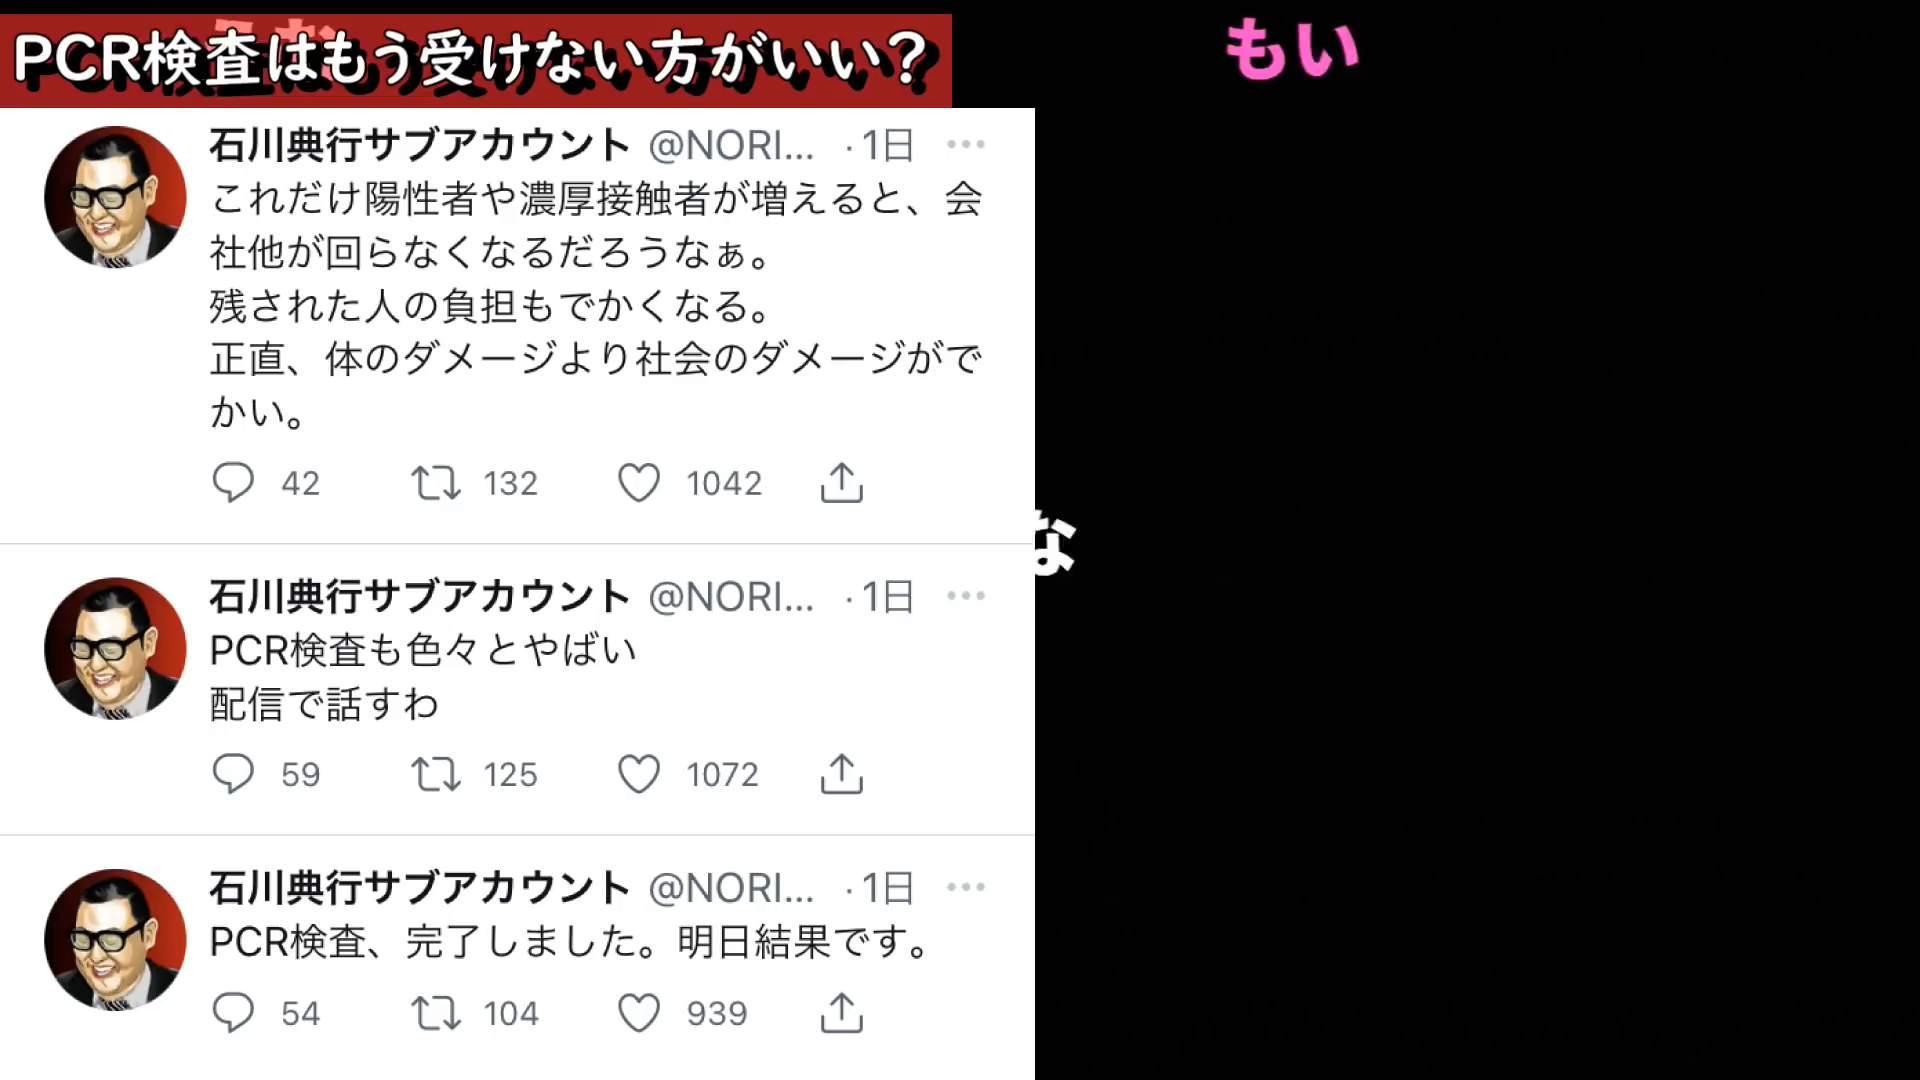 PCR検査はもう受けない方がいい?
もい
石川典行サブアカウント @NORI... ·1日
これだけ陽性者や濃厚接触者が増えると、会
社他が回らなくなるだろうなぁ。
残された人の負担もでかくなる。
正直、体のダメージより社会のダメージがで
かい。
42 132 1042
な
石川典行サブアカウント @NORI... ·1日
PCR検査も色々とやばい
配信で話すわ
59 125 1072
石川典行サブアカウント @NORI... ·1日
PCR検査、完了しました。明日結果です。
54 104 939